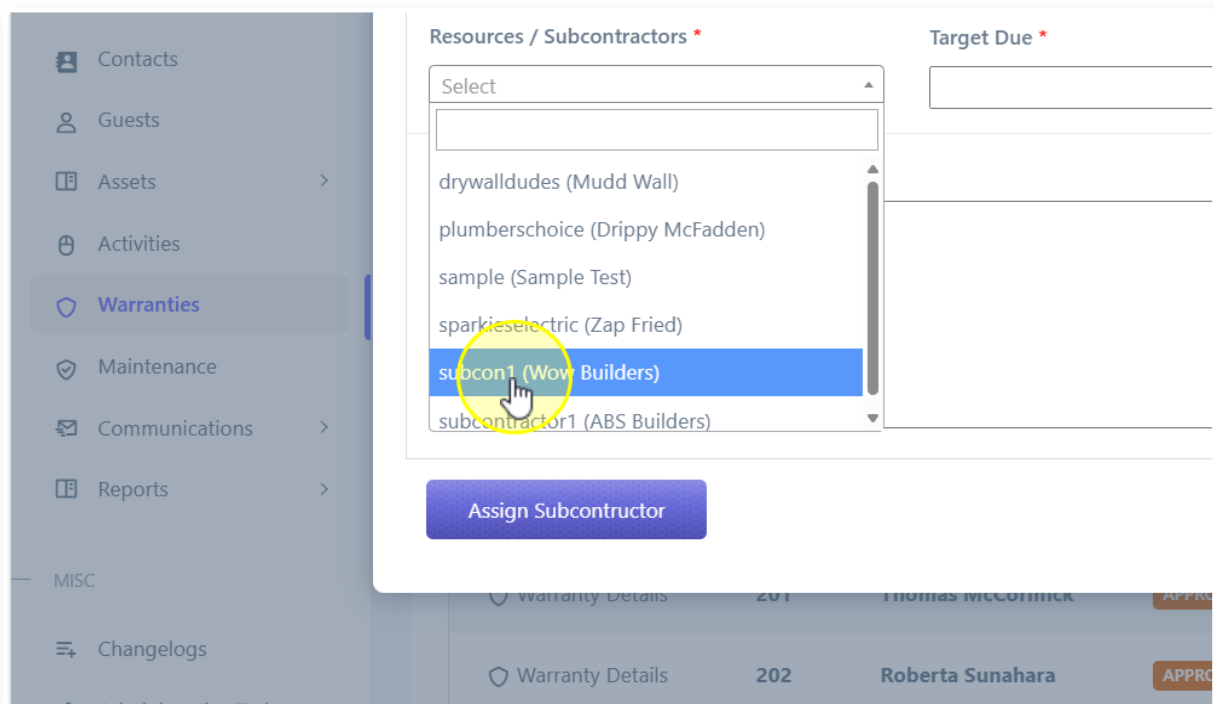 Contacts
Guests
Assets
Activities
Warranties
Maintenance
Communications
Reports
MISC
Changelogs
Resources / Subcontractors *
Target Due *
Select
drywalldudes (Mudd Wall)
plumberschoice (Drippy McFadden)
sample (Sample Test)
sparkieselectric (Zap Fried)
subcon1 (Wow Builders)
subcontractor1 (ABS Builders)
Assign Subcontructor
Warranty Details 201 Thomas McCormick
Warranty Details 202 Roberta Sunahara APPRO